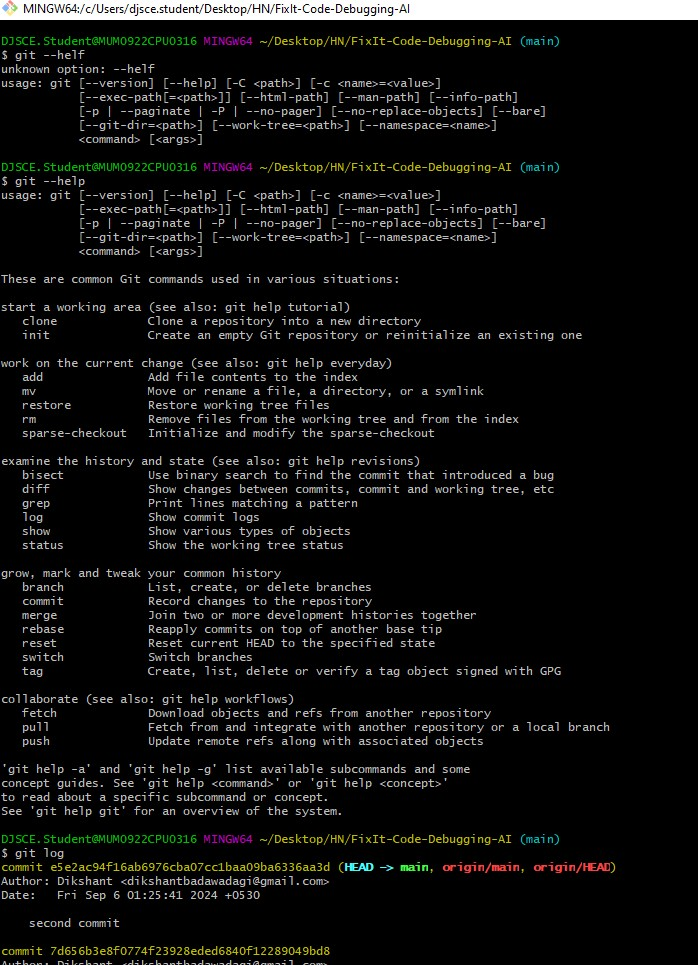 MINGW64:/c/Users/djsce.student/Desktop/HN/FixIt-Code-Debugging-AI
DJSCE.Student@MUM0922CPU0316 MINGW64 ~/Desktop/HN/FixIt-Code-Debugging-AI (main)
$ git --helf
unknown option: --helf
usage: git [--version] [--help] [-C <path>] [-c <name>=<value>]
           [--exec-path[=<path>]] [--html-path] [--man-path] [--info-path]
           [-p | --paginate | -P | --no-pager] [--no-replace-objects] [--bare]
           [--git-dir=<path>] [--work-tree=<path>] [--namespace=<name>]
           <command> [<args>]
DJSCE.Student@MUM0922CPU0316 MINGW64 ~/Desktop/HN/FixIt-Code-Debugging-AI (main)
$ git --help
usage: git [--version] [--help] [-C <path>] [-c <name>=<value>]
           [--exec-path[=<path>]] [--html-path] [--man-path] [--info-path]
           [-p | --paginate | -P | --no-pager] [--no-replace-objects] [--bare]
           [--git-dir=<path>] [--work-tree=<path>] [--namespace=<name>]
           <command> [<args>]
These are common Git commands used in various situations:
start a working area (see also: git help tutorial)
   clone             Clone a repository into a new directory
   init              Create an empty Git repository or reinitialize an existing one
work on the current change (see also: git help everyday)
   add               Add file contents to the index
   mv                Move or rename a file, a directory, or a symlink
   restore           Restore working tree files
   rm                Remove files from the working tree and from the index
   sparse-checkout   Initialize and modify the sparse-checkout
examine the history and state (see also: git help revisions)
   bisect            Use binary search to find the commit that introduced a bug
   diff              Show changes between commits, commit and working tree, etc
   grep              Print lines matching a pattern
   log               Show commit logs
   show              Show various types of objects
   status            Show the working tree status
grow, mark and tweak your common history
   branch            List, create, or delete branches
   commit            Record changes to the repository
   merge             Join two or more development histories together
   rebase            Reapply commits on top of another base tip
   reset             Reset current HEAD to the specified state
   switch            Switch branches
   tag               Create, list, delete or verify a tag object signed with GPG
collaborate (see also: git help workflows)
   fetch             Download objects and refs from another repository
   pull              Fetch from and integrate with another repository or a local branch
   push              Update remote refs along with associated objects
'git help -a' and 'git help -g' list available subcommands and some
concept guides. See 'git help <command>' or 'git help <concept>'
to read about a specific subcommand or concept.
See 'git help git' for an overview of the system.
DJSCE.Student@MUM0922CPU0316 MINGW64 ~/Desktop/HN/FixIt-Code-Debugging-AI (main)
$ git log
commit e5e2ac94f16ab6976cba07cc1baa09ba6336aa3d (HEAD -> main, origin/main, origin/HEAD)
Author: Dikshant <dikshantbadawadagi@gmail.com>
Date:   Fri Sep 6 01:25:41 2024 +0530
    second commit
commit 7d656b3e8f0774f23928eded6840f12289049bd8
Author: Dikshant <dikshantbadawadagi@gmail.com>